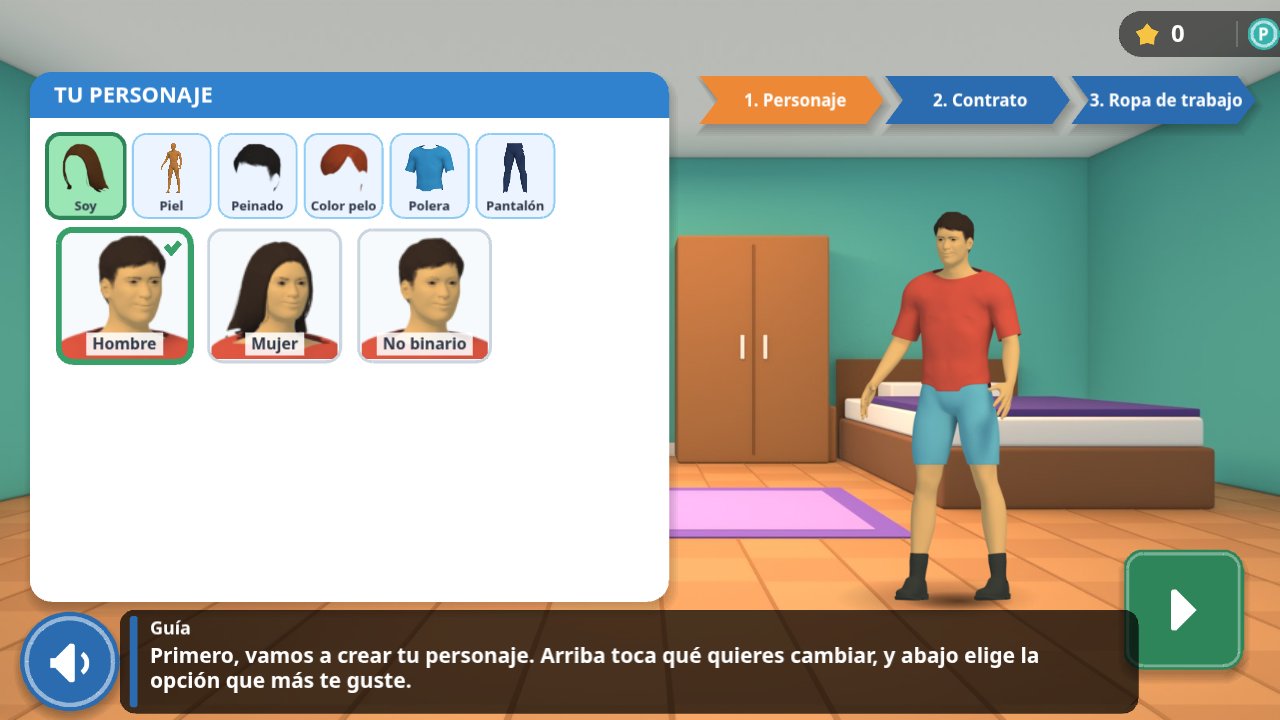 0
P
TU PERSONAJE
1. Personaje
2. Contrato
3. Ropa de trabajo
Soy
Piel
Peinado
Color pelo
Polera
Pantalón
Hombre
Mujer
No binario
Guía
Primero, vamos a crear tu personaje. Arriba toca qué quieres cambiar, y abajo elige la
opción que más te guste.